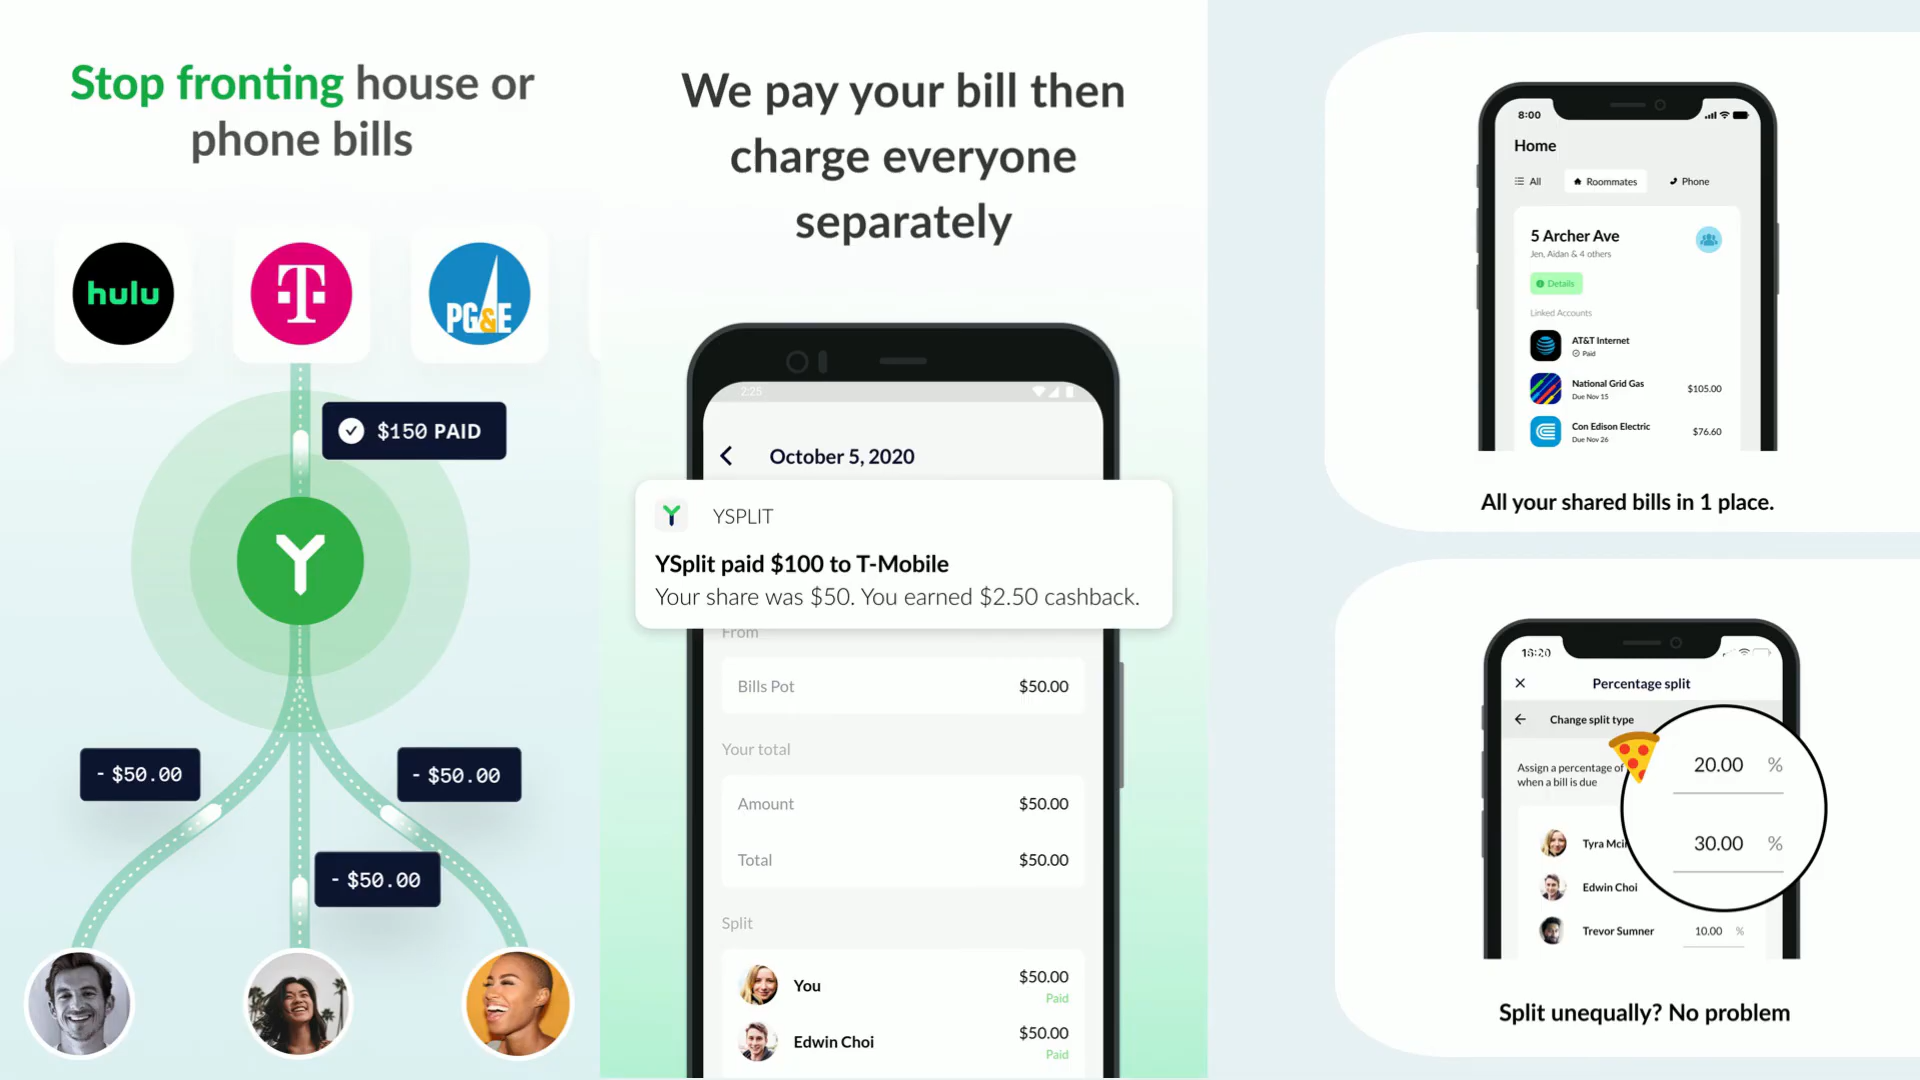 Stop fronting house or
phone bills
hulu
T
PG&E
$150 PAID
Y
- $50.00
- $50.00
- $50.00
We pay your bill then
charge everyone
separately
2:25
October 5, 2020
YSPLIT
YSplit paid $100 to T-Mobile
Your share was $50. You earned $2.50 cashback.
From
Bills Pot $50.00
Your total
Amount $50.00
Total $50.00
Split
You $50.00
Paid
Edwin Choi $50.00
Paid
8:00
Home
All Roommates Phone
5 Archer Ave
Jen, Aidan & 4 others
Details
Linked Accounts
AT&T Internet
Paid
National Grid Gas $105.00
Due Nov 15
Con Edison Electric $76.60
Due Nov 26
All your shared bills in 1 place.
Percentage split
Change split type
Assign a percentage of
when a bill is due
20.00 %
30.00 %
Tyra
Edwin Choi
Trevor Sumner 10.00 %
Split unequally? No problem